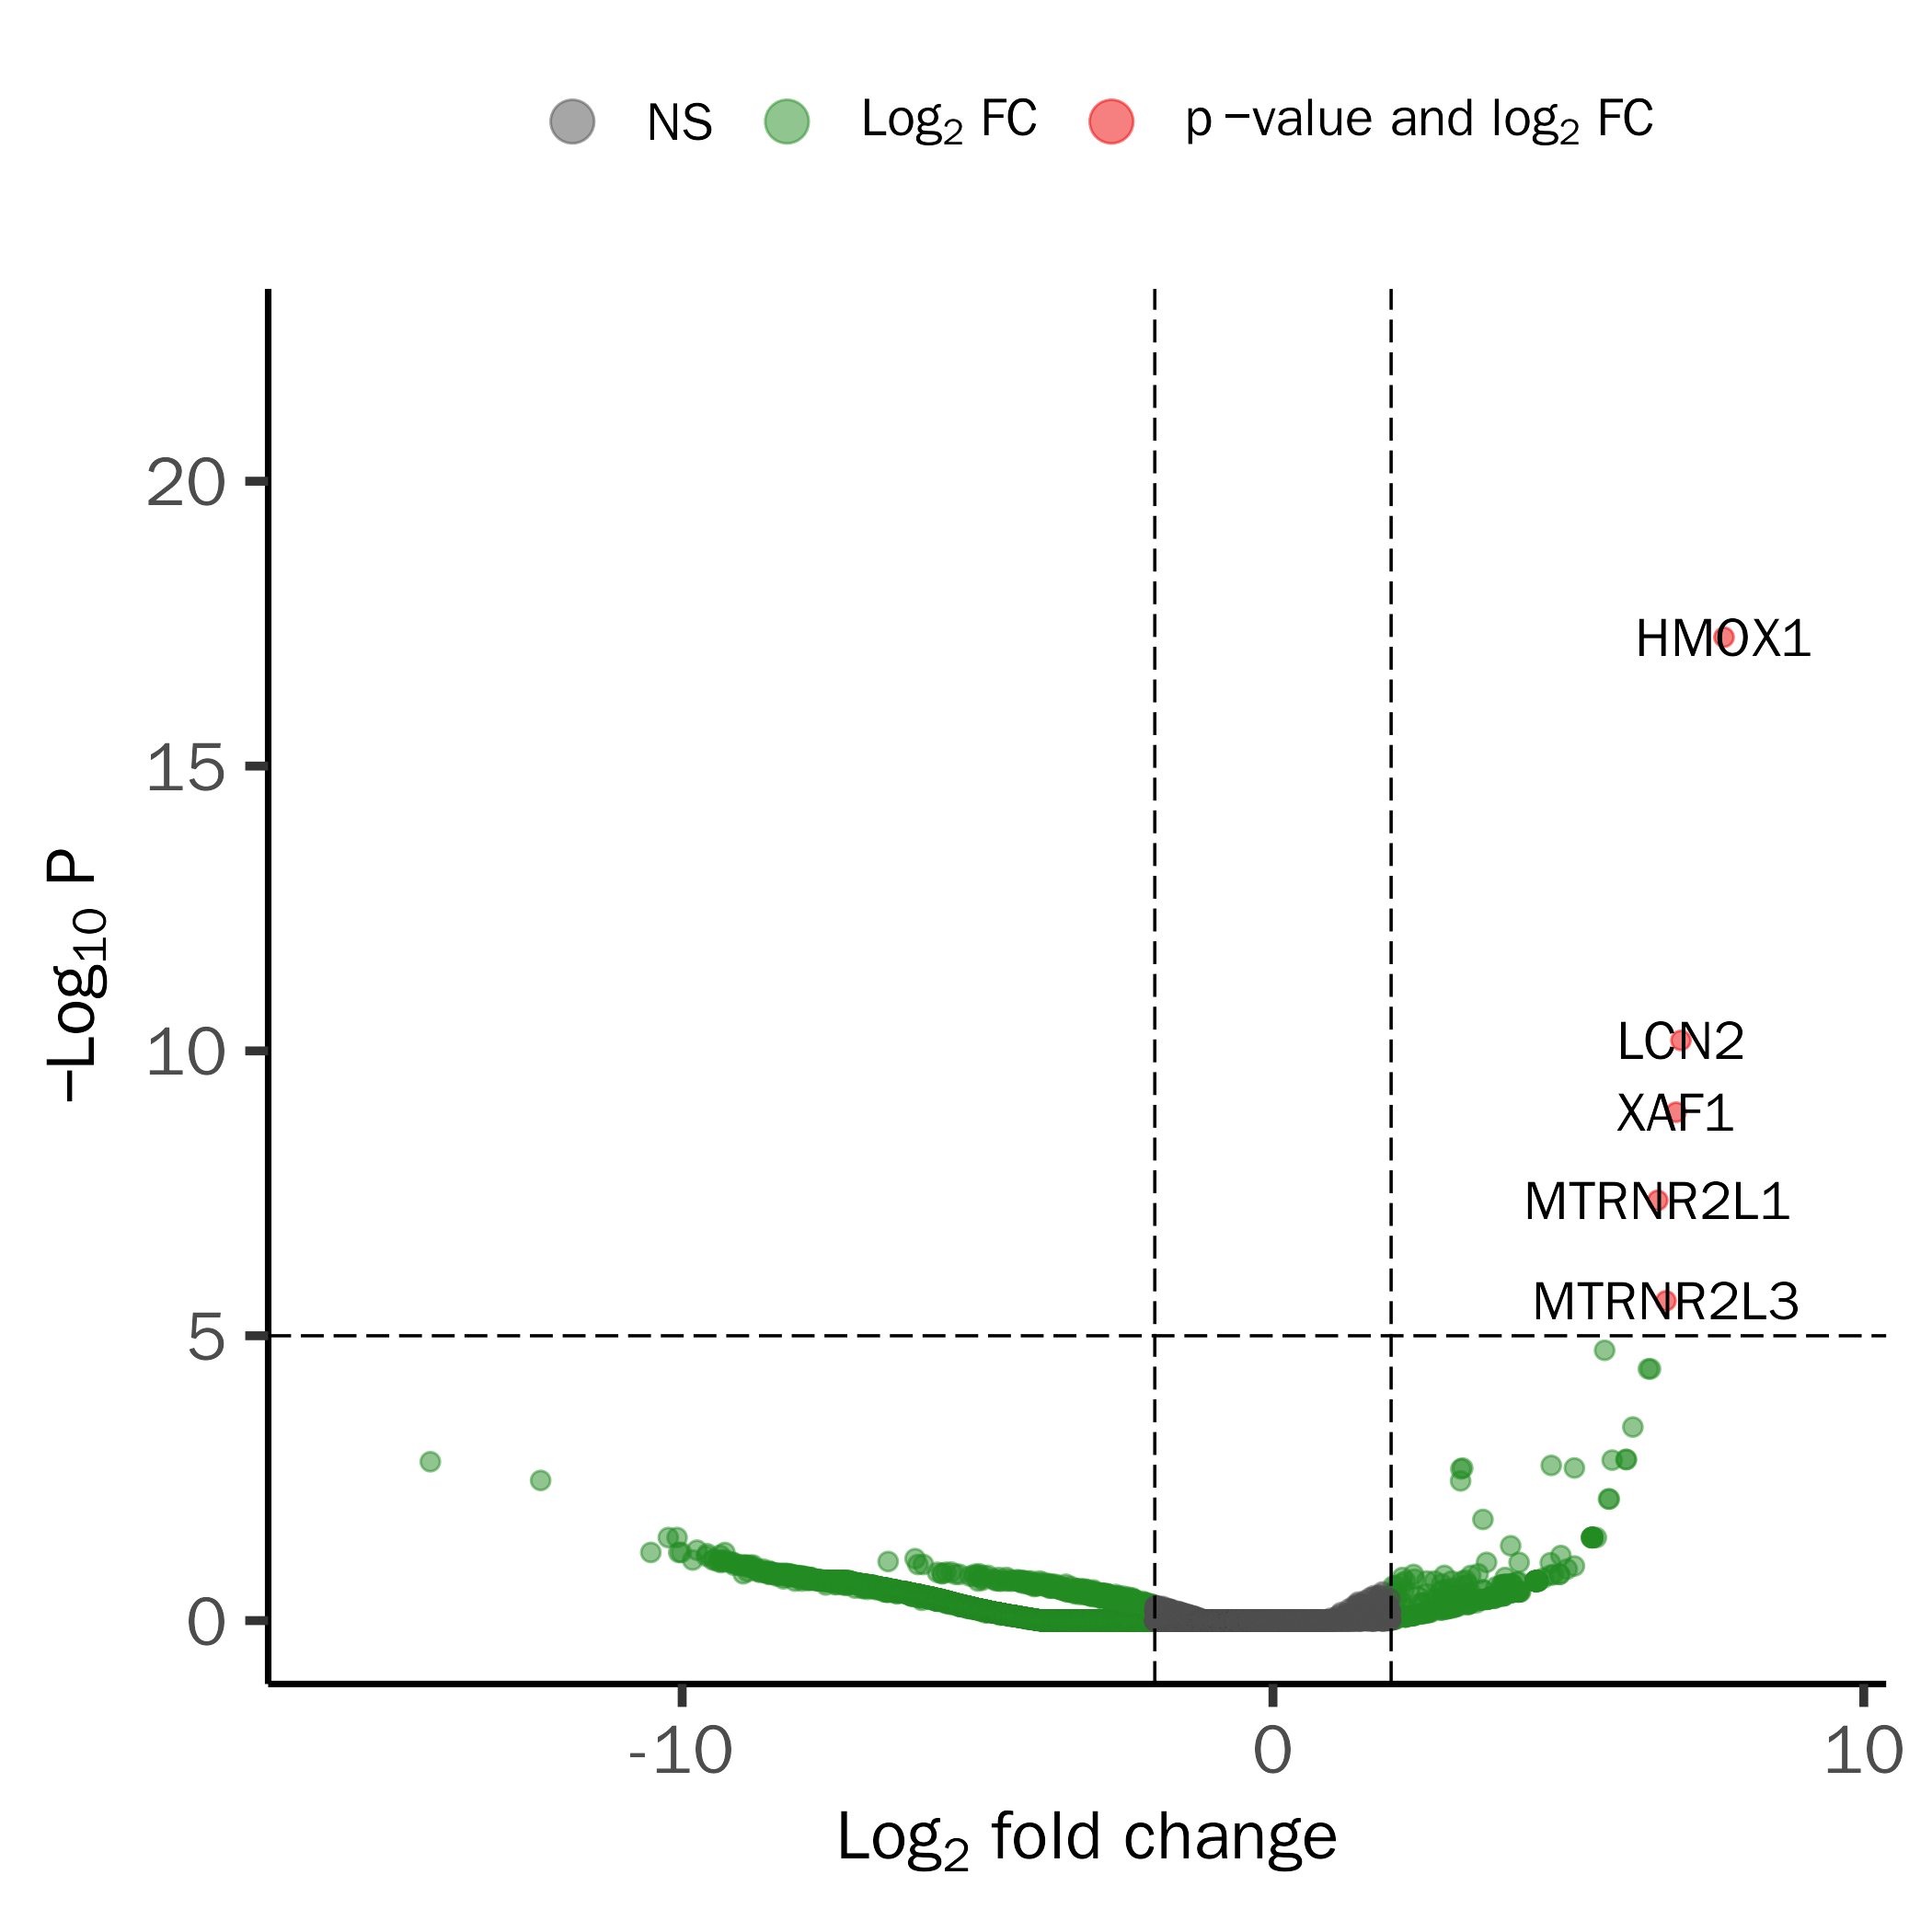 NS Log₂ FC p −value and log₂ FC
20
15
10
5
0
−Log₁₀ P
HMOX1
LCN2
XAF1
MTRNR2L1
MTRNR2L3
-10 0 10
Log₂ fold change